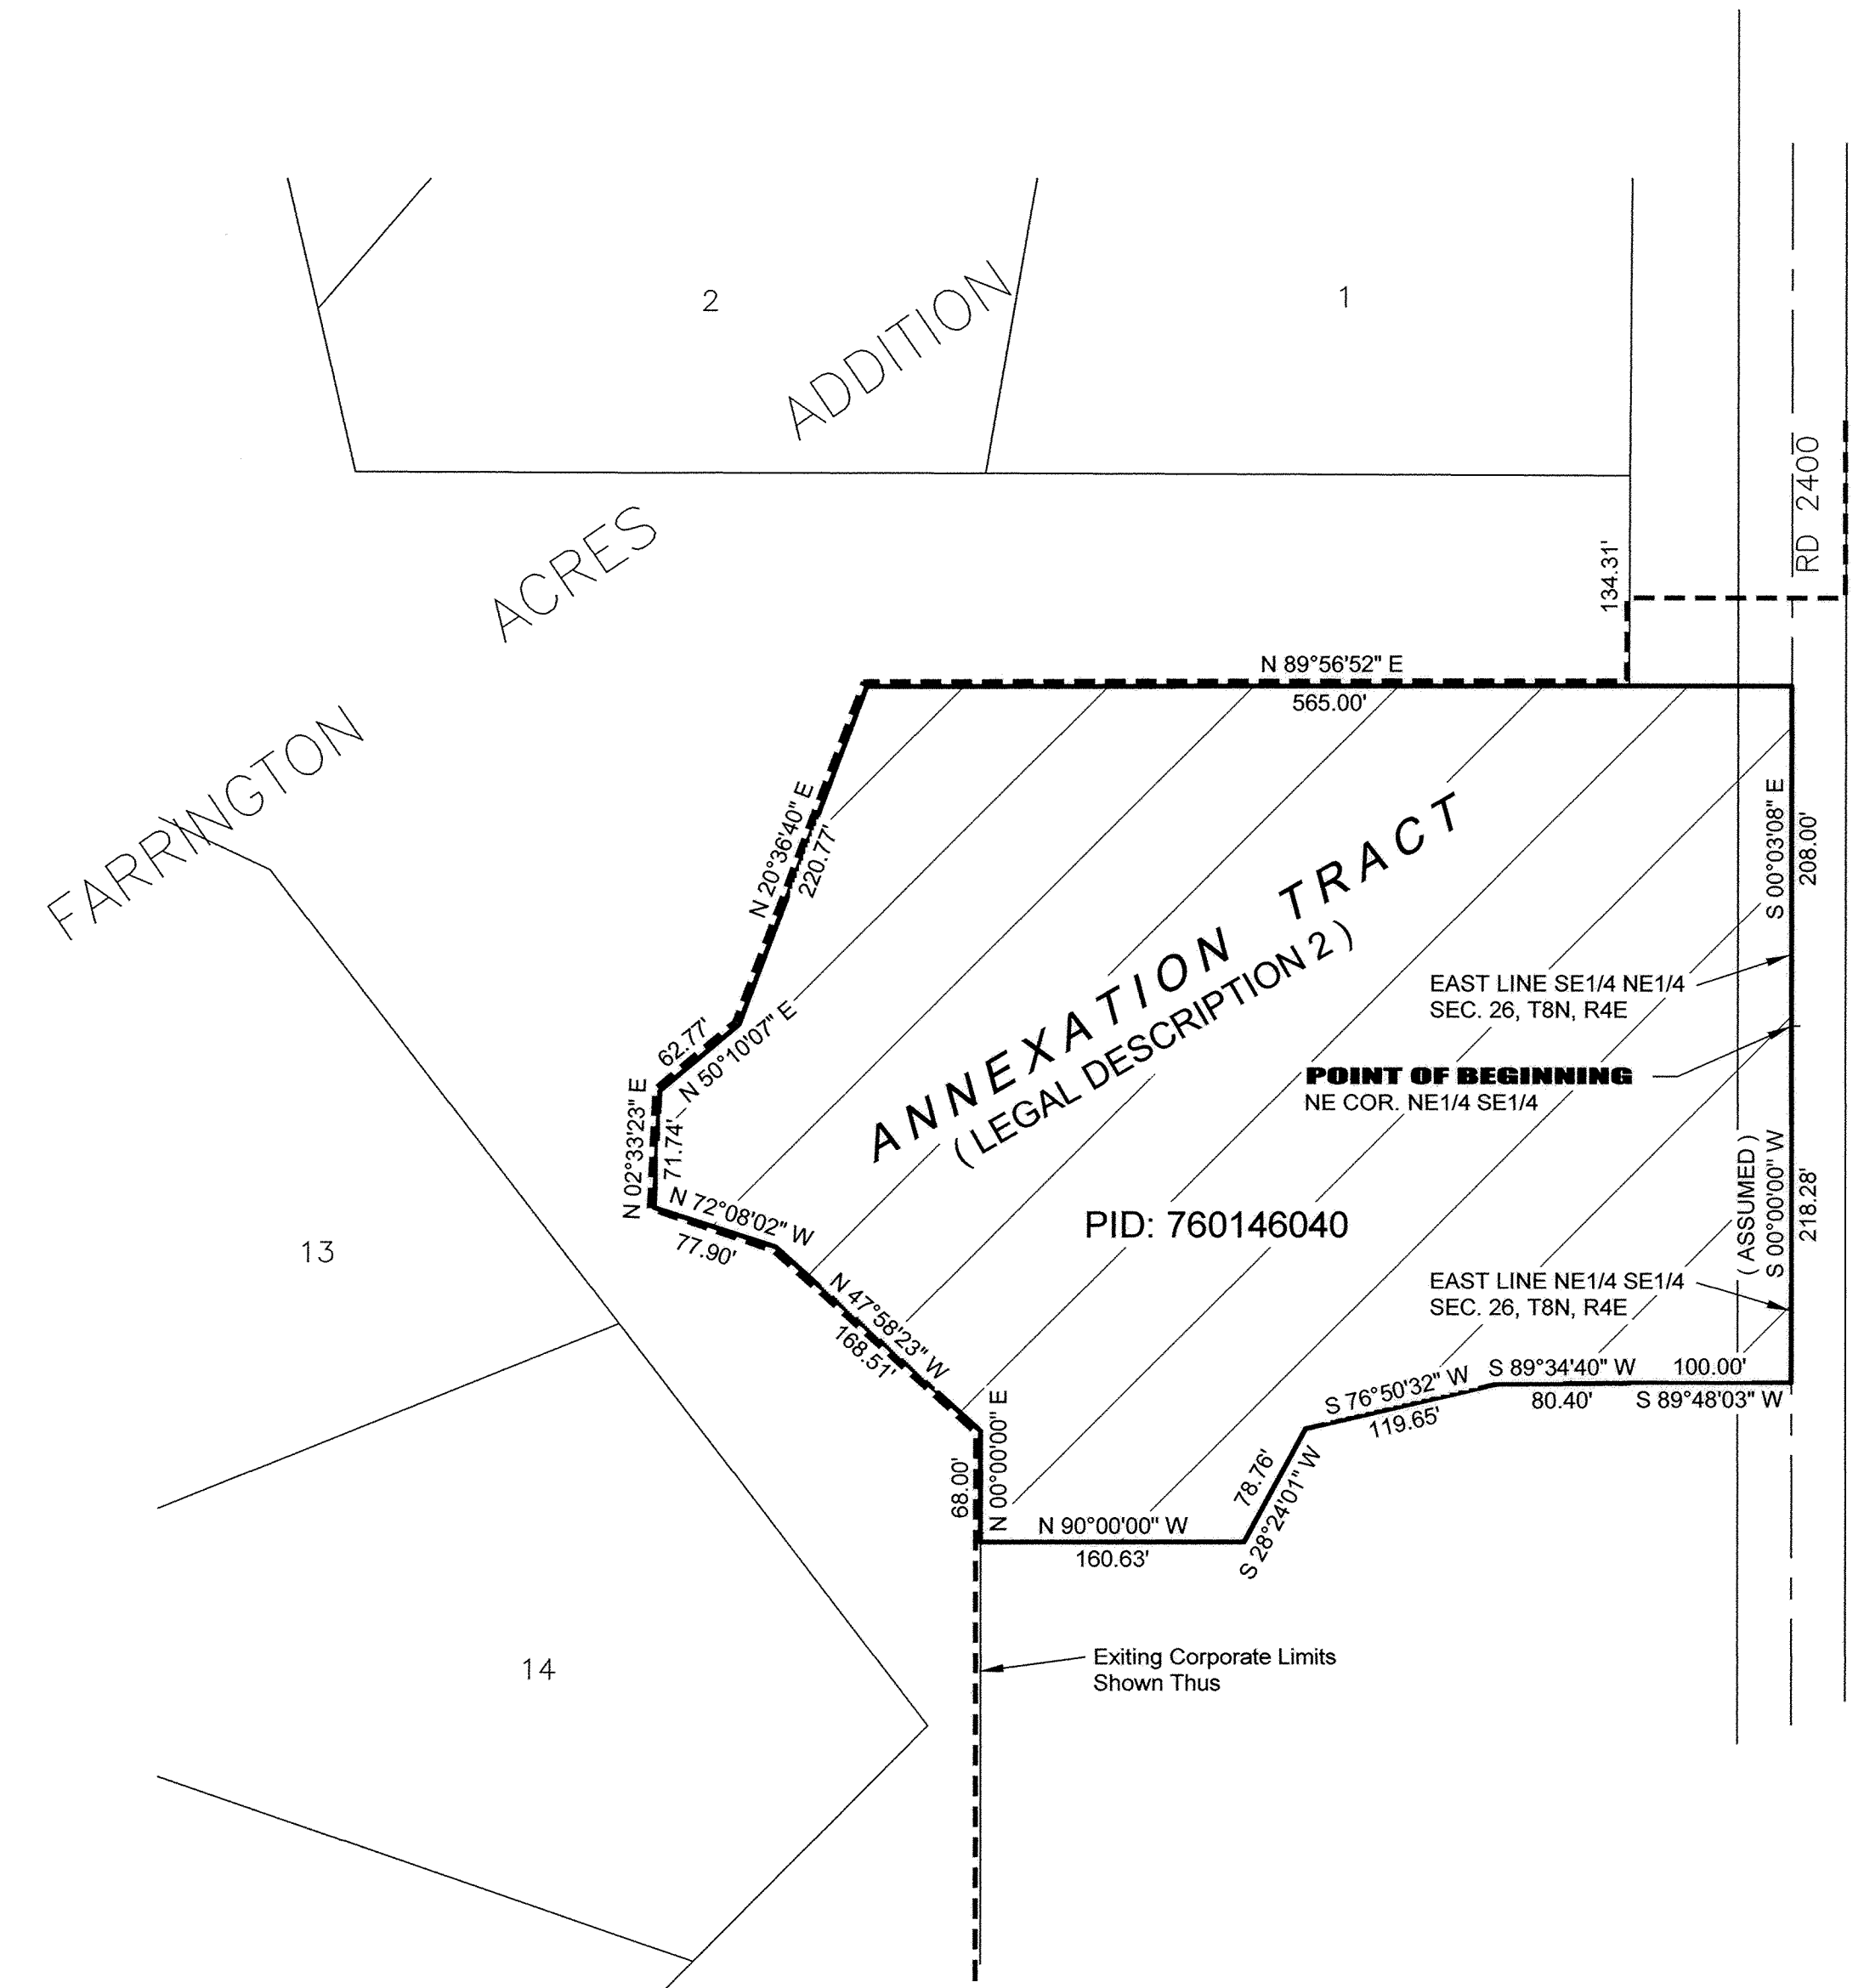 2
1
ADDITION
ACRES
FARRINGTON
RD 2400
134.31'
N 89°56'52" E
565.00'
N 20°36'40" E
220.77'
S 00°03'08" E
208.00'
ANNEXATION TRACT
( LEGAL DESCRIPTION 2 )
EAST LINE SE1/4 NE1/4
SEC. 26, T8N, R4E
POINT OF BEGINNING
NE COR. NE1/4 SE1/4
62.77'
N 50°10'07" E
N 02°33'23" E
71.74'
N 72°08'02" W
77.90'
PID: 760146040
( ASSUMED )
S 00°00'00" W
218.28'
EAST LINE NE1/4 SE1/4
SEC. 26, T8N, R4E
13
N 47°58'23" W
168.51'
S 89°34'40" W
100.00'
80.40'
S 89°48'03" W
S 76°50'32" W
119.65'
78.76'
S 28°24'01" W
68.00'
N 00°00'00" E
N 90°00'00" W
160.63'
14
Exiting Corporate Limits
Shown Thus